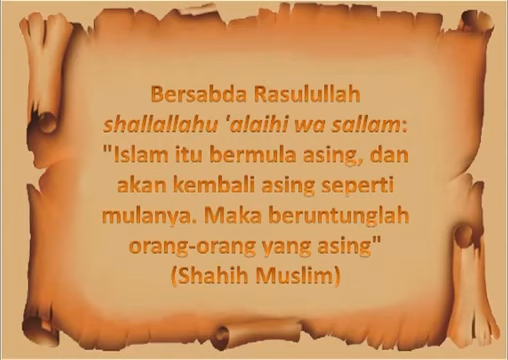 Bersabda Rasulullah
shallallahu 'alaihi wa sallam:
"Islam itu bermula asing, dan
akan kembali asing seperti
mulanya. Maka beruntunglah
orang-orang yang asing"
(Shahih Muslim)